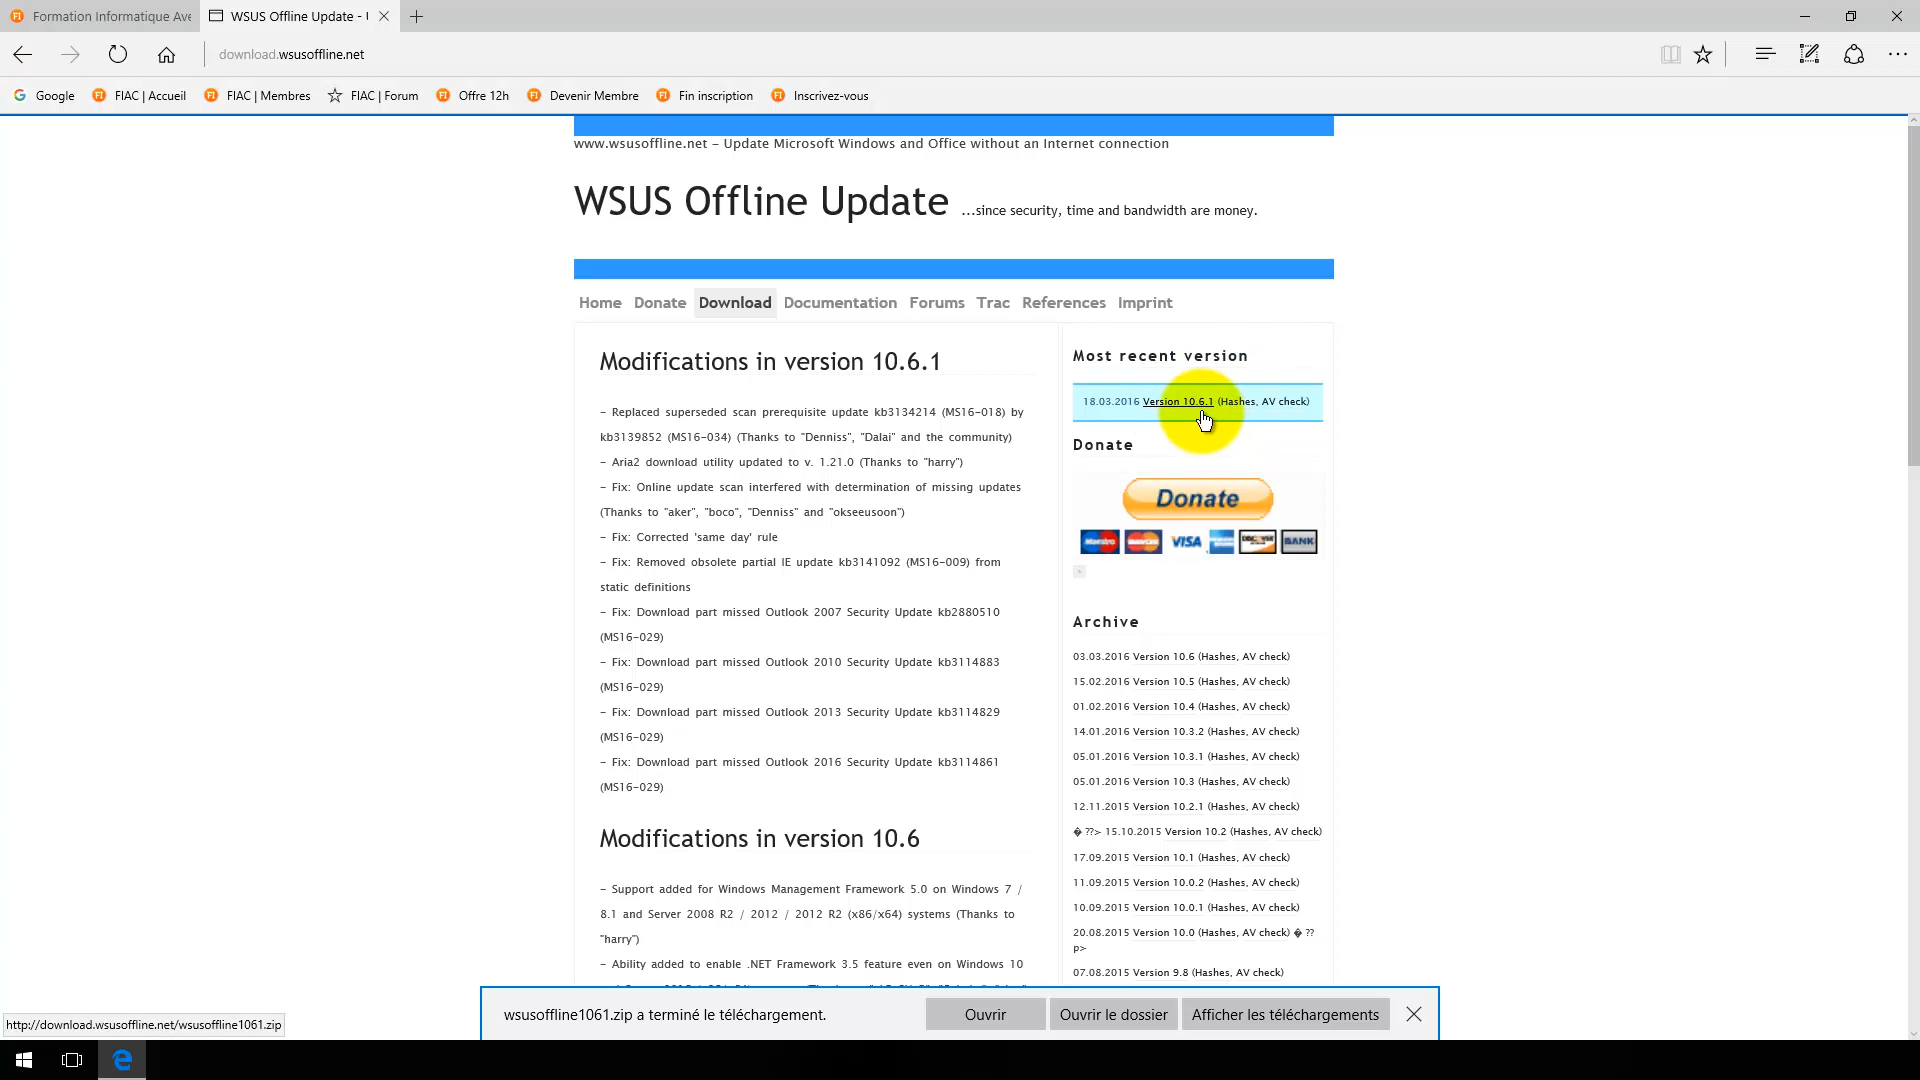 Formation Informatique Ave
WSUS Offline Update - U
download.wsusoffline.net
Google
FIAC | Accueil
FIAC | Membres
FIAC | Forum
Offre 12h
Devenir Membre
Fin inscription
Inscrivez-vous
www.wsusoffline.net – Update Microsoft Windows and Office without an Internet connection
WSUS Offline Update ...since security, time and bandwidth are money.
Home Donate Download Documentation Forums Trac References Imprint
Modifications in version 10.6.1
- Replaced superseded scan prerequisite update kb3134214 (MS16-018) by
kb3139852 (MS16-034) (Thanks to "Denniss", "Dalai" and the community)
- Aria2 download utility updated to v. 1.21.0 (Thanks to "harry")
- Fix: Online update scan interfered with determination of missing updates
(Thanks to "aker", "boco", "Denniss" and "okseeusoon")
- Fix: Corrected 'same day' rule
- Fix: Removed obsolete partial IE update kb3141092 (MS16-009) from
static definitions
- Fix: Download part missed Outlook 2007 Security Update kb2880510
(MS16-029)
- Fix: Download part missed Outlook 2010 Security Update kb3114883
(MS16-029)
- Fix: Download part missed Outlook 2013 Security Update kb3114829
(MS16-029)
- Fix: Download part missed Outlook 2016 Security Update kb3114861
(MS16-029)
Modifications in version 10.6
- Support added for Windows Management Framework 5.0 on Windows 7 /
8.1 and Server 2008 R2 / 2012 / 2012 R2 (x86/x64) systems (Thanks to
"harry")
- Ability added to enable .NET Framework 3.5 feature even on Windows 10
Most recent version
18.03.2016 Version 10.6.1 (Hashes, AV check)
Donate
Donate
Maestro MasterCard VISA DISCOVER BANK
Archive
03.03.2016 Version 10.6 (Hashes, AV check)
15.02.2016 Version 10.5 (Hashes, AV check)
01.02.2016 Version 10.4 (Hashes, AV check)
14.01.2016 Version 10.3.2 (Hashes, AV check)
05.01.2016 Version 10.3.1 (Hashes, AV check)
05.01.2016 Version 10.3 (Hashes, AV check)
12.11.2015 Version 10.2.1 (Hashes, AV check)
� ??> 15.10.2015 Version 10.2 (Hashes, AV check)
17.09.2015 Version 10.1 (Hashes, AV check)
11.09.2015 Version 10.0.2 (Hashes, AV check)
10.09.2015 Version 10.0.1 (Hashes, AV check)
20.08.2015 Version 10.0 (Hashes, AV check) � ??
p>
07.08.2015 Version 9.8 (Hashes, AV check)
wsusoffline1061.zip a terminé le téléchargement.
Ouvrir
Ouvrir le dossier
Afficher les téléchargements
http://download.wsusoffline.net/wsusoffline1061.zip